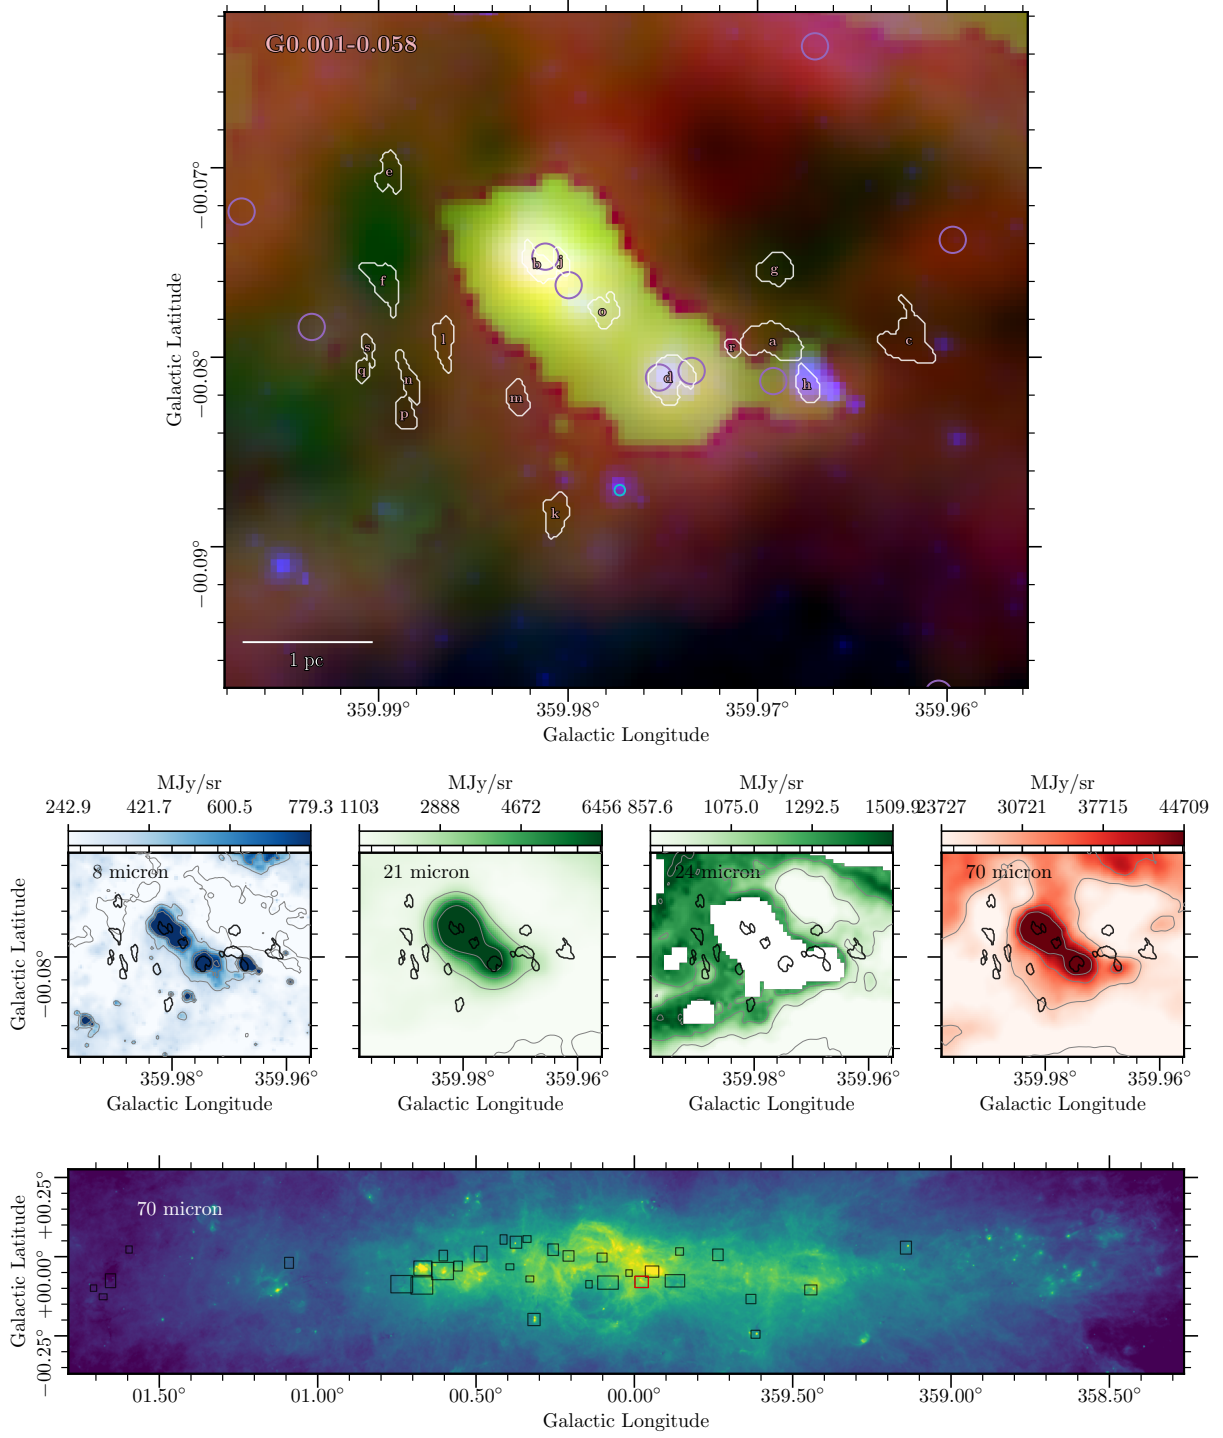 G0.001-0.058
e
f
b j
g
o
s
l
r a
c
q
n
d
h
m
p
k
1 pc
−00.07°
−00.08°
−00.09°
Galactic Latitude
359.99° 359.98° 359.97° 359.96°
Galactic Longitude
MJy/sr MJy/sr MJy/sr MJy/sr
242.9 421.7 600.5 779.3 1103 2888 4672 6456 857.6 1075.0 1292.5 1509.9 23727 30721 37715 44709
8 micron 21 micron 24 micron 70 micron
Galactic Latitude
−00.08°
359.98° 359.96° 359.98° 359.96° 359.98° 359.96° 359.98° 359.96°
Galactic Longitude Galactic Longitude Galactic Longitude Galactic Longitude
70 micron
Galactic Latitude
+00.25°
+00.00°
−00.25°
01.50° 01.00° 00.50° 00.00° 359.50° 359.00° 358.50°
Galactic Longitude